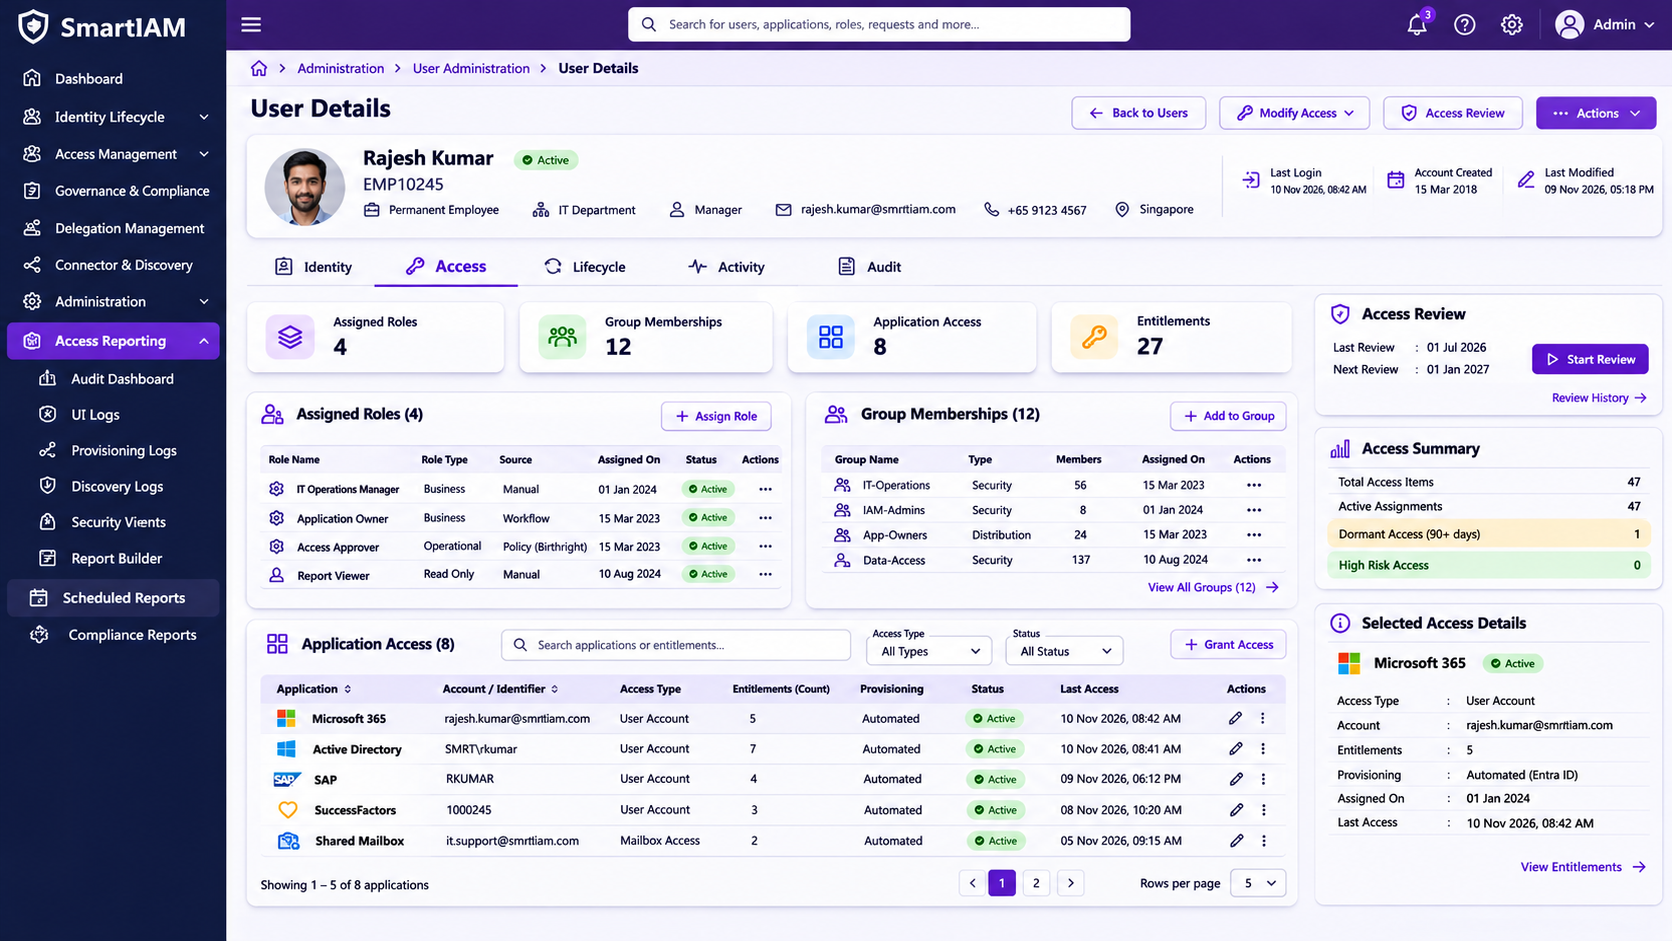 SmartIAM
Search for users, applications, roles, requests and more...
3
Admin
Dashboard
Identity Lifecycle
Access Management
Governance & Compliance
Delegation Management
Connector & Discovery
Administration
Access Reporting
Audit Dashboard
UI Logs
Provisioning Logs
Discovery Logs
Security
Report Builder
Scheduled Reports
Compliance Reports
Administration > User Administration > User Details
User Details
Back to Users
Modify Access
Access Review
Actions
Rajesh Kumar
Active
EMP10245
Permanent Employee
IT Department
Manager
+65 9123 4567
Singapore
Last Login
10 Nov 2026, 08:42 AM
Account Created
15 Mar 2018
Last Modified
09 Nov 2026, 05:18 PM
Identity
Access
Lifecycle
Activity
Audit
Assigned Roles
4
Group Memberships
12
Application Access
8
Entitlements
27
Assigned Roles (4)
+ Assign Role
Role Name Role Type Source Assigned On Status Actions
IT Operations Manager Business Manual 01 Jan 2024 Active
Application Owner Business Workflow 15 Mar 2023 Active
Access Approver Operational Policy (Birthright) 15 Mar 2023 Active
Report Viewer Read Only Manual 10 Aug 2024 Active
Group Memberships (12)
+ Add to Group
Group Name Type Members Assigned On Actions
IT-Operations Security 56 15 Mar 2023
IAM-Admins Security 8 01 Jan 2024
App-Owners Distribution 24 15 Mar 2023
Data-Access Security 137 10 Aug 2024
View All Groups (12)
Application Access (8)
Search applications or entitlements...
Access Type
All Types
Status
All Status
+ Grant Access
Application Account / Identifier Access Type Entitlements (Count) Provisioning Status Last Access Actions
Microsoft 365 User Account 5 Automated Active 10 Nov 2026, 08:42 AM
Active Directory SMRT\rkumar User Account 7 Automated Active 10 Nov 2026, 08:41 AM
SAP SAP RKUMAR User Account 4 Automated Active 09 Nov 2026, 06:12 PM
SuccessFactors 1000245 User Account 3 Automated Active 08 Nov 2026, 10:20 AM
Shared Mailbox Mailbox Access 2 Automated Active 05 Nov 2026, 09:15 AM
Showing 1 – 5 of 8 applications
1 2
Rows per page
5
Access Review
Last Review : 01 Jul 2026
Next Review : 01 Jan 2027
Start Review
Review History
Access Summary
Total Access Items 47
Active Assignments 47
Dormant Access (90+ days) 1
High Risk Access 0
Selected Access Details
Microsoft 365
Active
Access Type : User Account
Account :
Entitlements : 5
Provisioning : Automated (Entra ID)
Assigned On : 01 Jan 2024
Last Access : 10 Nov 2026, 08:42 AM
View Entitlements